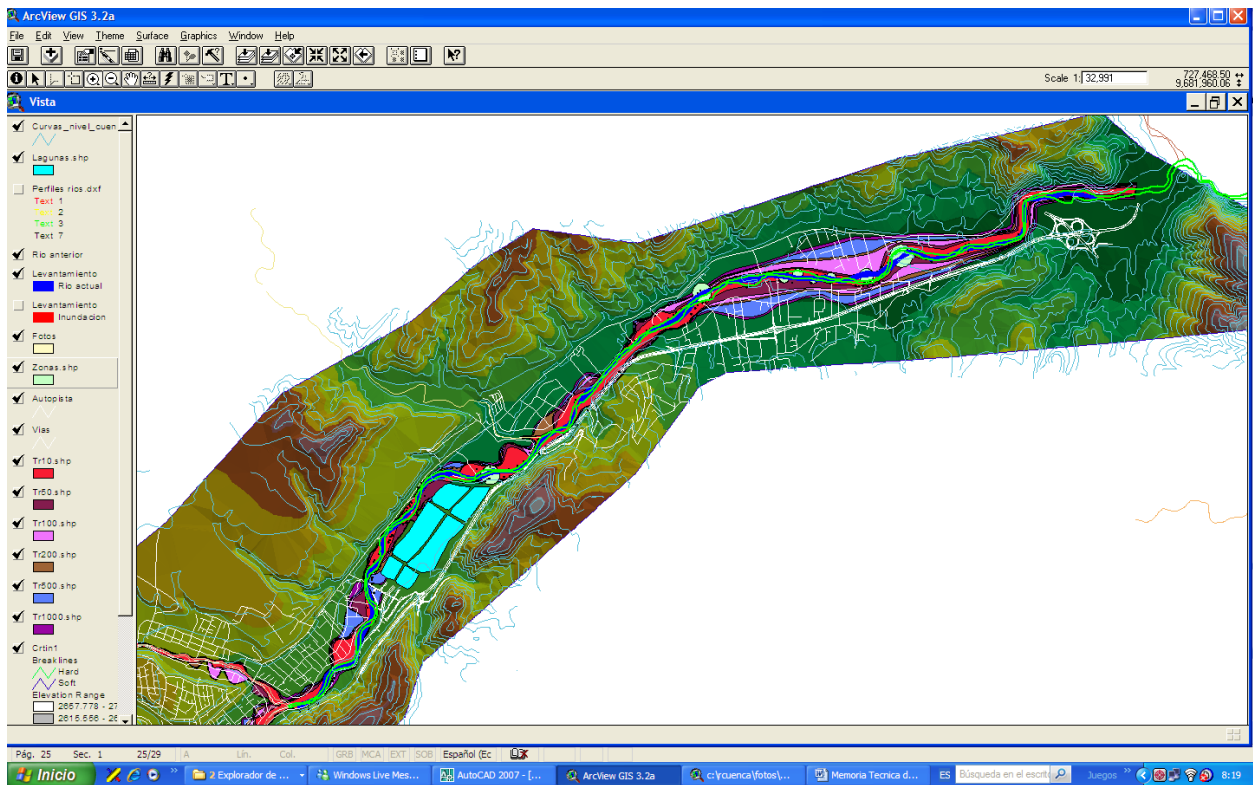 ArcView GIS 3.2a
File Edit View Theme Surface Graphics Window Help
Scale 1: 32,991
727,468.50
9,681,960.06
Vista
Curvas_nivel_cuen
Lagunas.shp
Perfiles rios.dxf
Text 1
Text 2
Text 3
Text 7
Rio anterior
Levantamiento
Rio actual
Levantamiento
Inundacion
Fotos
Zonas.shp
Autopista
Vias
Tr10.shp
Tr50.shp
Tr100.shp
Tr200.shp
Tr500.shp
Tr1000.shp
Crtin1
Breaklines
Hard
Soft
Elevation Range
2657.778 - 27
2615.556 - 26
Pág. 25 Sec. 1 25/29 A Lín. Col. GRB MCA EXT SOB Español (Ec
Inicio » 2 Explorador de ... Windows Live Mes... AutoCAD 2007 - [... ArcView GIS 3.2a c:\rcuenca\fotos\... Memoria Tecnica d... ES Búsqueda en el escrit Juegos » 8:19